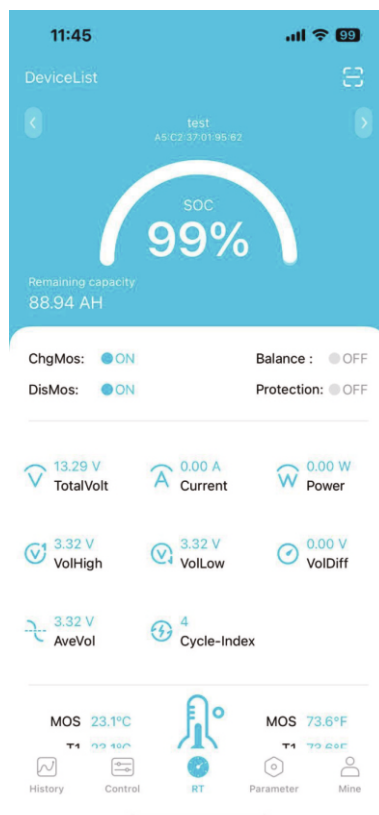 11:45
99
DeviceList
test
A5:C2:37:01:95:62
SOC
99%
Remaining capacity
88.94 AH
ChgMos: ON
Balance : OFF
DisMos: ON
Protection: OFF
13.29 V
TotalVolt
0.00 A
Current
0.00 W
Power
3.32 V
VolHigh
3.32 V
VolLow
0.00 V
VolDiff
3.32 V
AveVol
4
Cycle-Index
MOS 23.1°C
MOS 73.6°F
T1
T1
History
Control
RT
Parameter
Mine